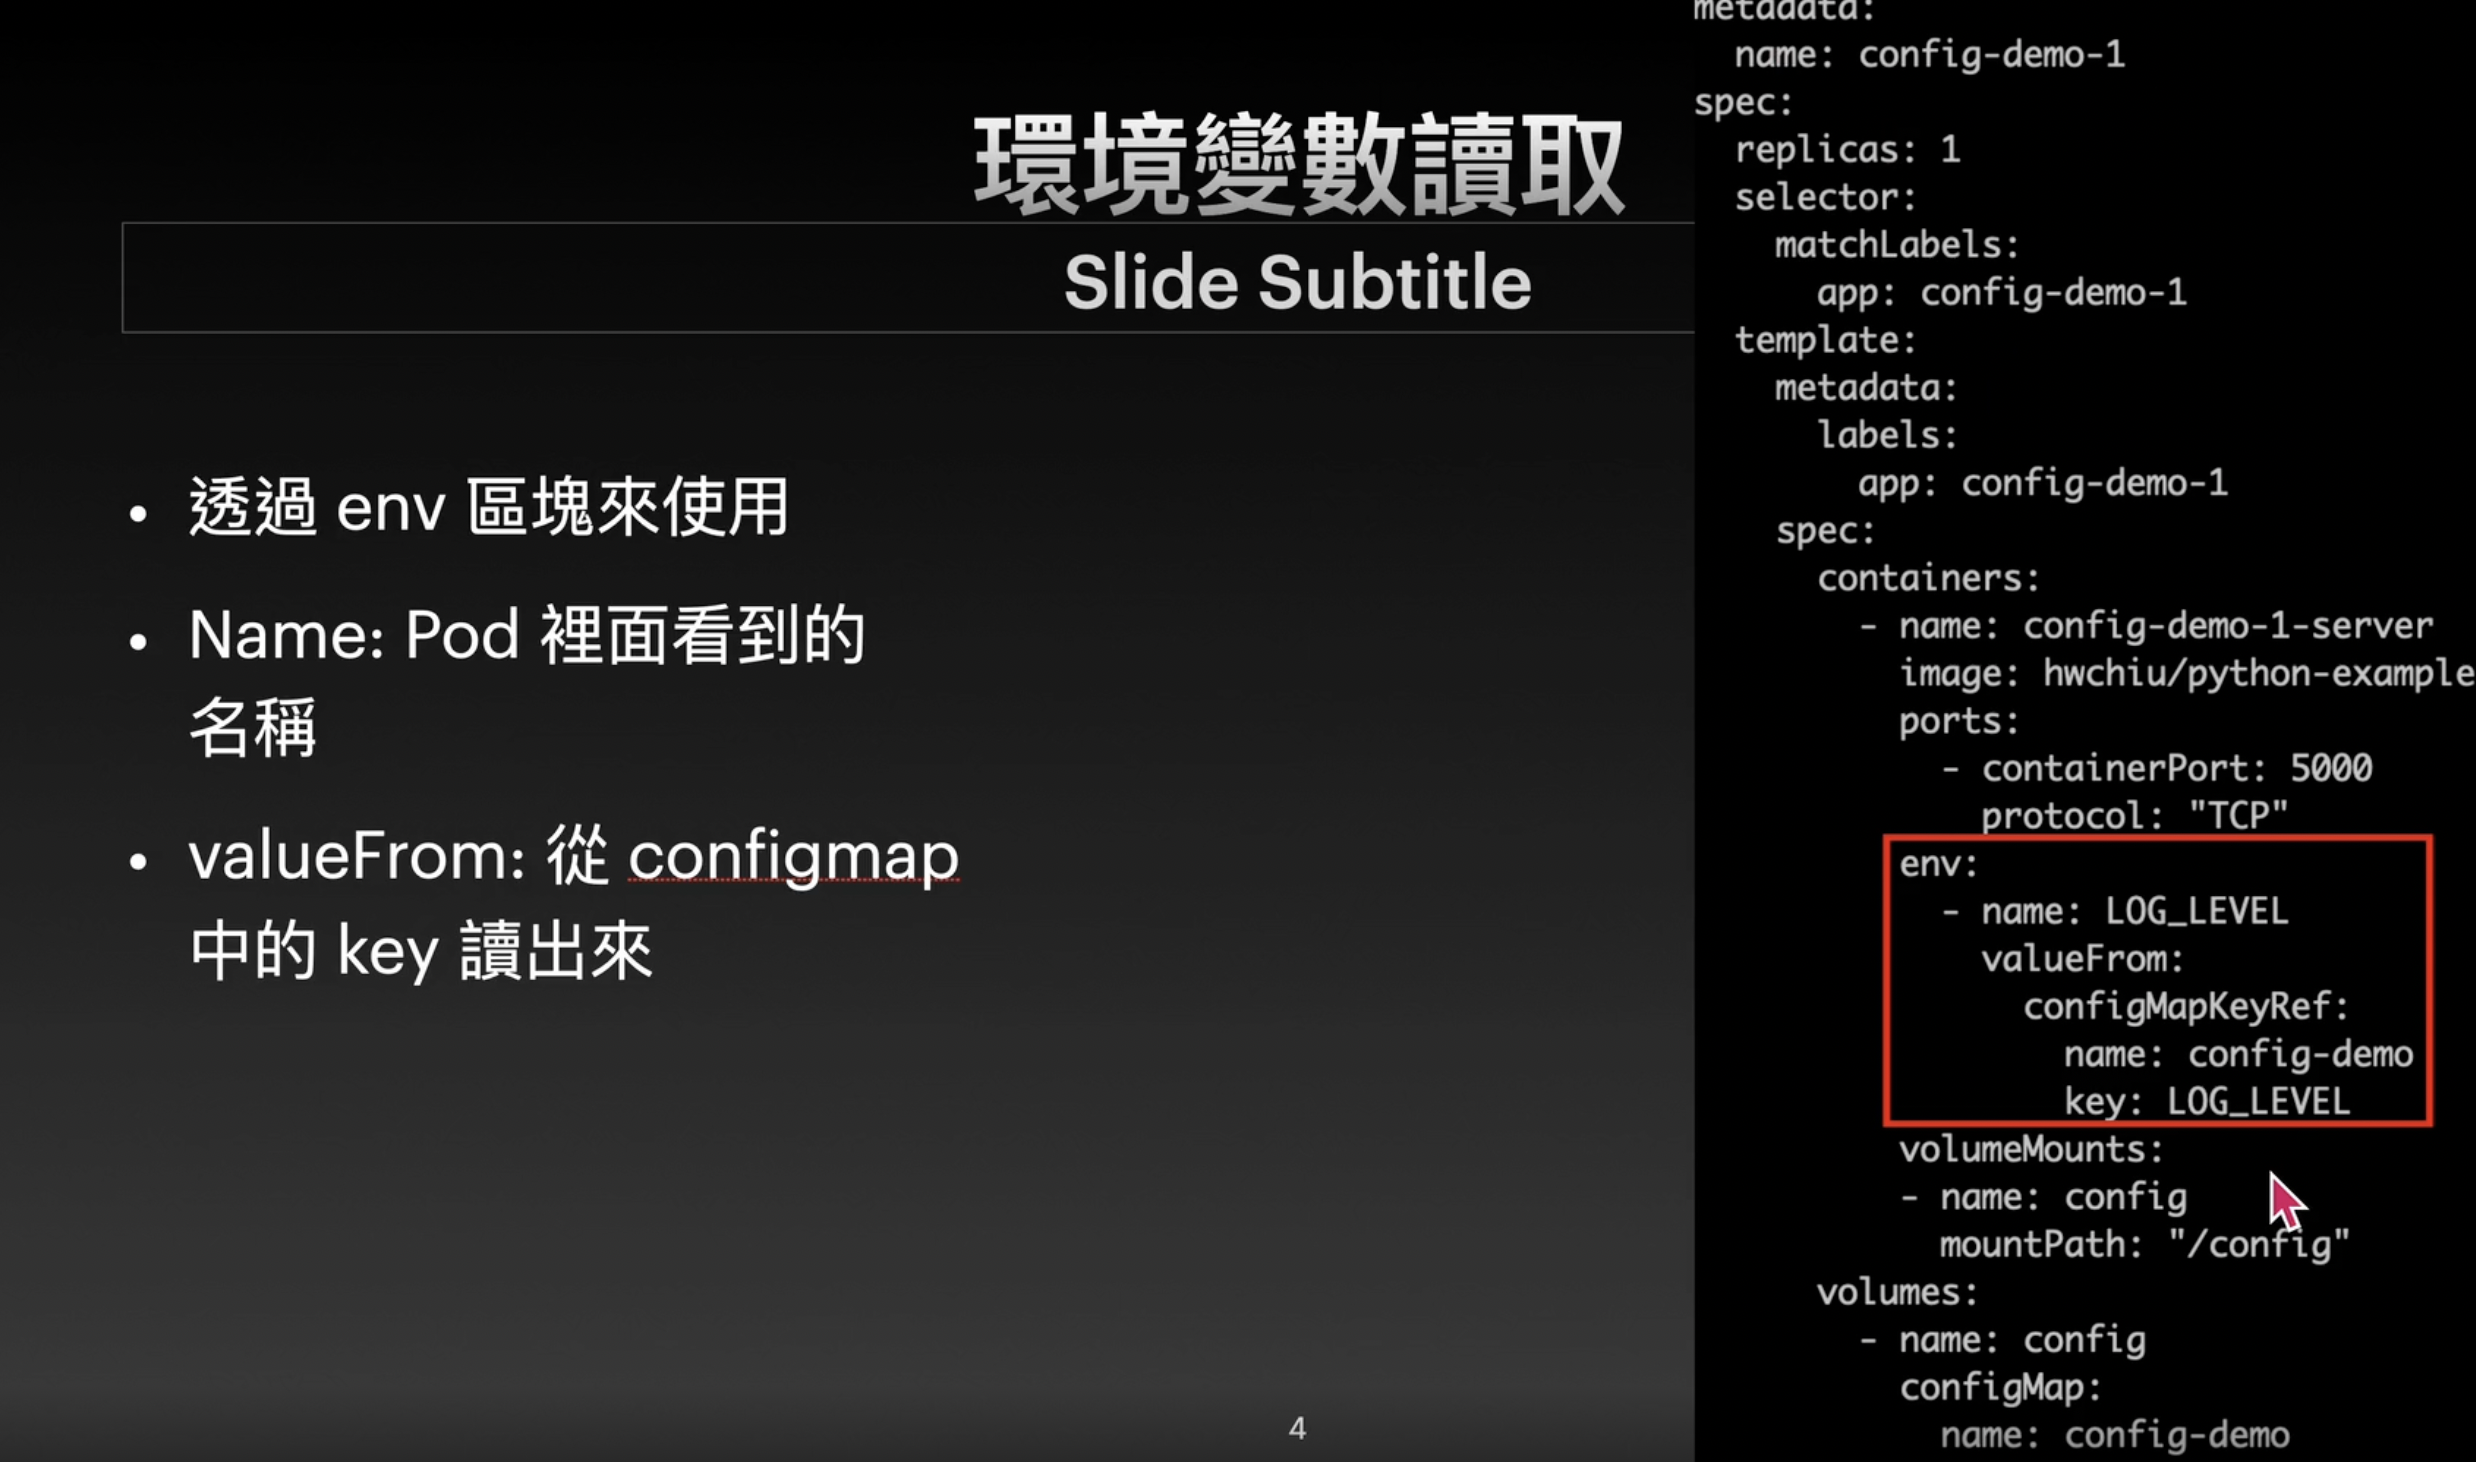 環境變數讀取
Slide Subtitle
• 透過 env 區塊來使用
• Name: Pod 裡面看到的
名稱
• valueFrom: 從 configmap
中的 key 讀出來
4
metadata:
  name: config-demo-1
spec:
  replicas: 1
  selector:
    matchLabels:
      app: config-demo-1
  template:
    metadata:
      labels:
        app: config-demo-1
    spec:
      containers:
        - name: config-demo-1-server
          image: hwchiu/python-example
          ports:
            - containerPort: 5000
              protocol: "TCP"
          env:
            - name: LOG_LEVEL
              valueFrom:
                configMapKeyRef:
                  name: config-demo
                  key: LOG_LEVEL
          volumeMounts:
          - name: config
            mountPath: "/config"
      volumes:
        - name: config
          configMap:
            name: config-demo